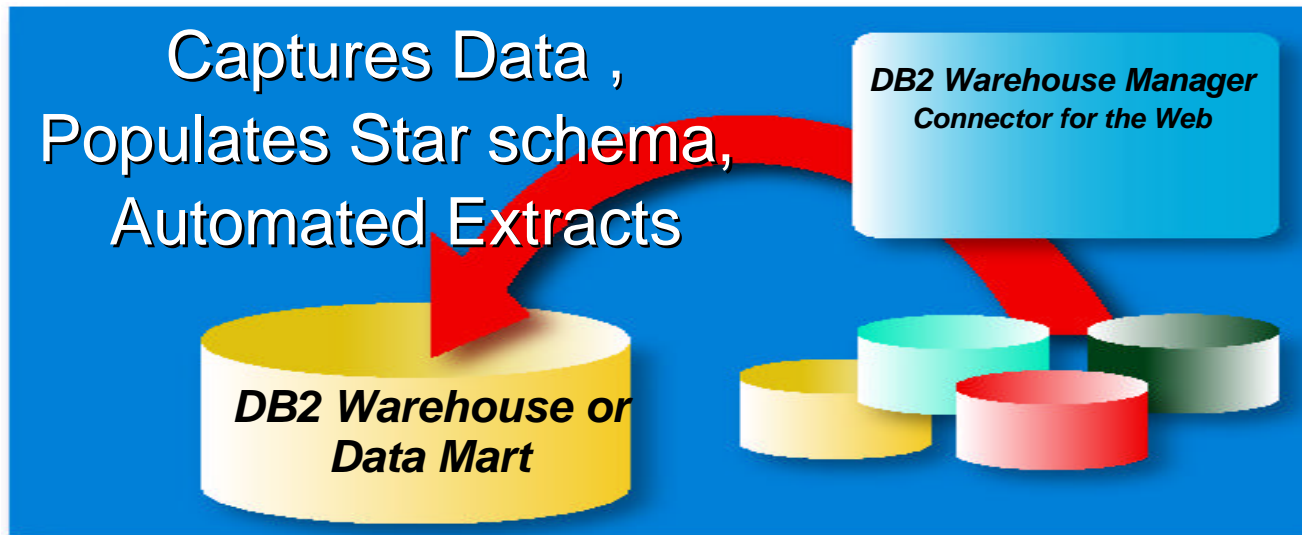 Captures Data ,
Populates Star schema,
Automated Extracts
DB2 Warehouse Manager
Connector for the Web
DB2 Warehouse or
Data Mart